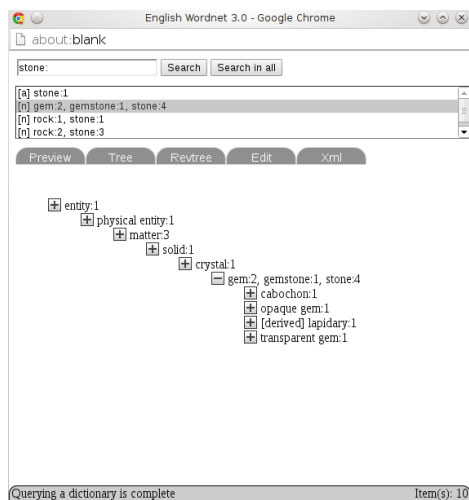 English Wordnet 3.0 - Google Chrome
about:blank
stone: Search Search in all
[a] stone:1
[n] gem:2, gemstone:1, stone:4
[n] rock:1, stone:1
[n] rock:2, stone:3
Preview Tree Revtree Edit Xml
entity:1
physical entity:1
matter:3
solid:1
crystal:1
gem:2, gemstone:1, stone:4
cabochon:1
opaque gem:1
[derived] lapidary:1
transparent gem:1
Querying a dictionary is complete Item(s): 10